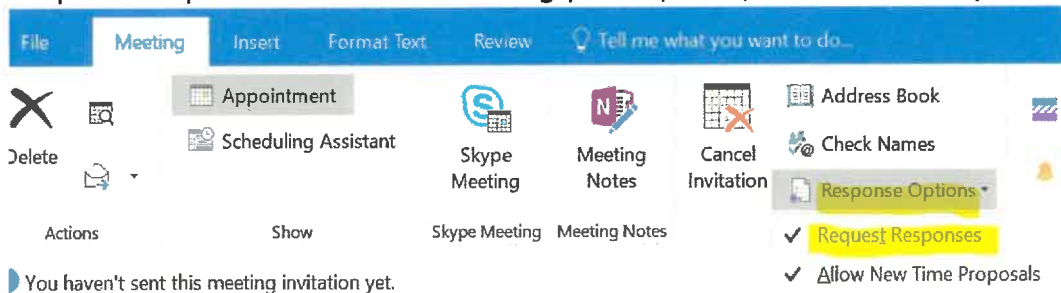 File Meeting Insert Format Text Review Tell me what you want to do...
Appointment
Scheduling Assistant
Delete
Skype
Meeting
Meeting
Notes
Cancel
Invitation
Address Book
Check Names
Response Options
Actions
Show
Skype Meeting
Meeting Notes
✓ Request Responses
✓ Allow New Time Proposals
You haven't sent this meeting invitation yet.